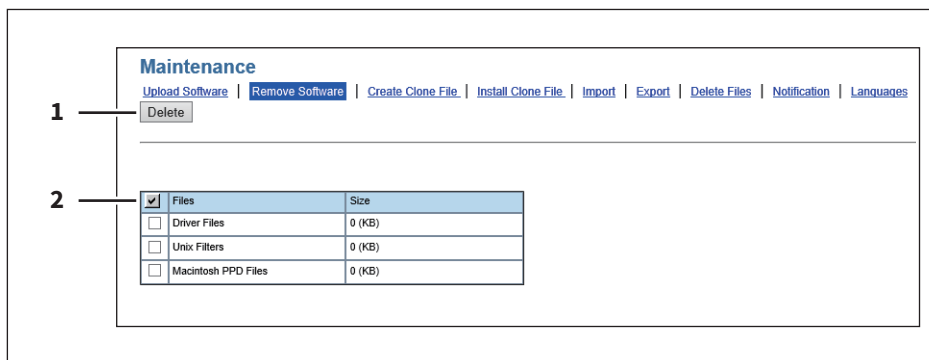 Maintenance
Upload Software | Remove Software | Create Clone File | Install Clone File | Import | Export | Delete Files | Notification | Languages
1 Delete
2 Files Size
Driver Files 0 (KB)
Unix Filters 0 (KB)
Macintosh PPD Files 0 (KB)